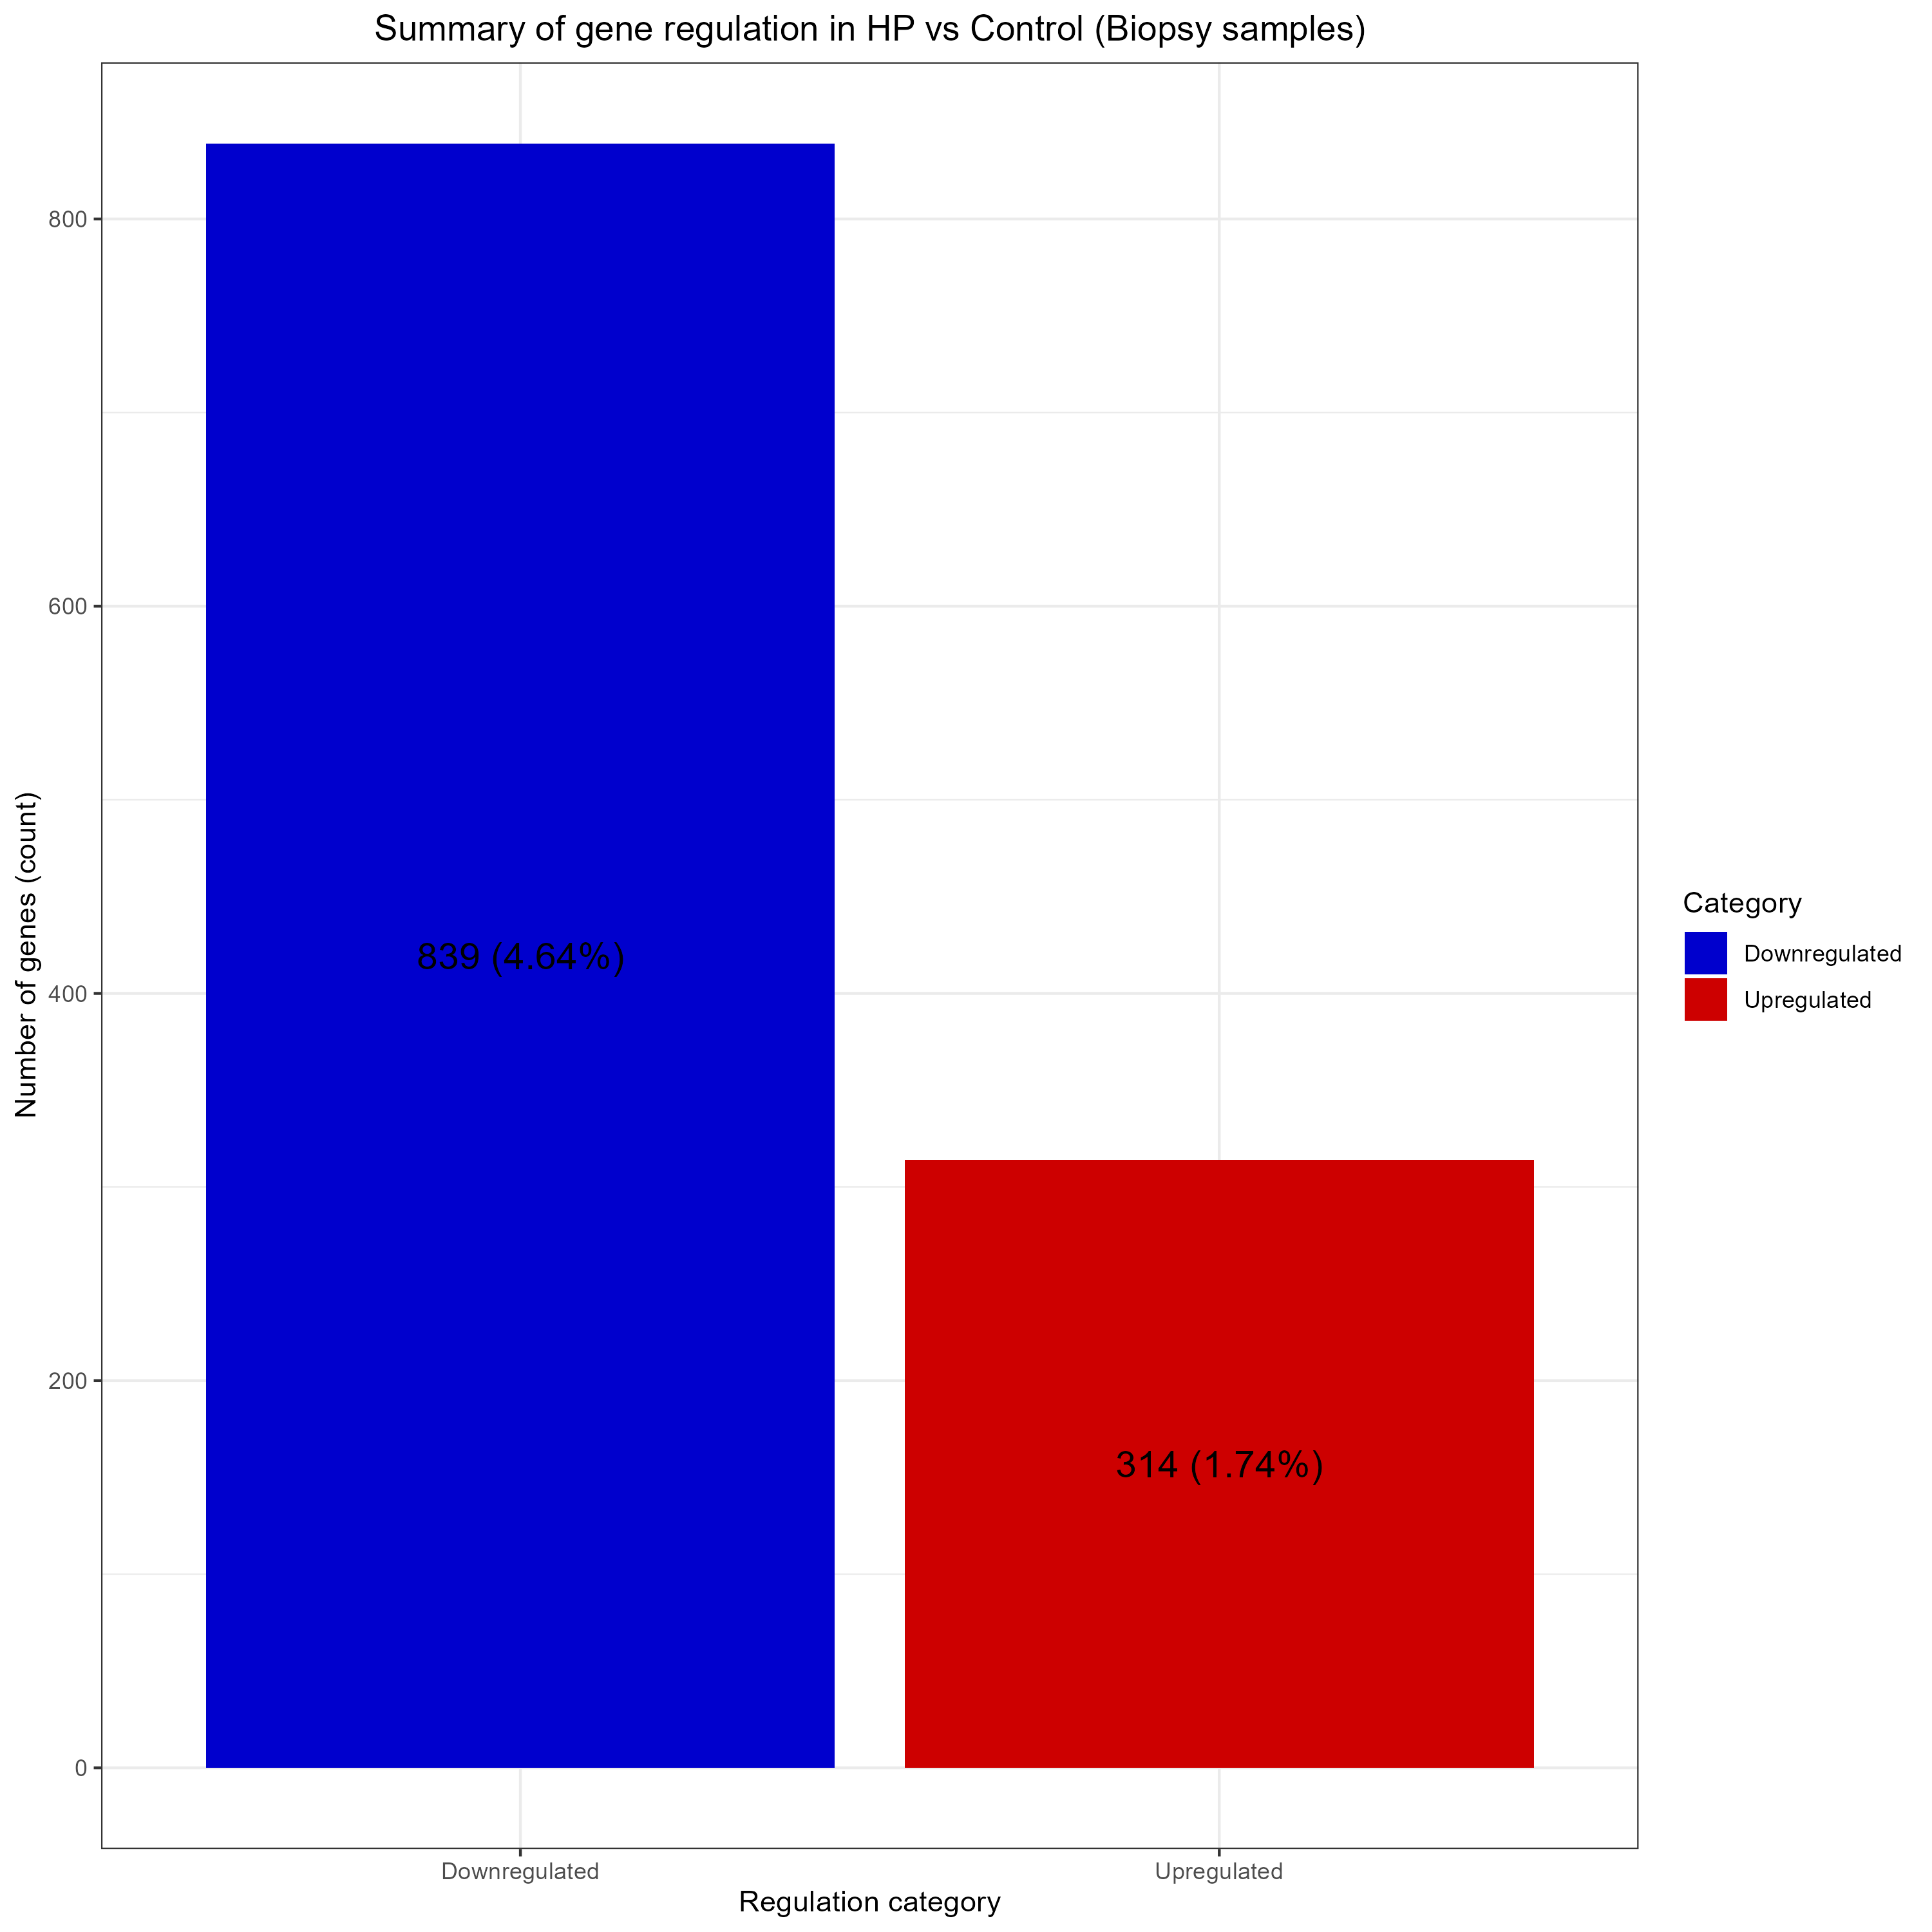 Summary of gene regulation in HP vs Control (Biopsy samples)
Number of genes (count)
800
600
400
200
0
839 (4.64%)
314 (1.74%)
Downregulated
Upregulated
Regulation category
Category
Downregulated
Upregulated